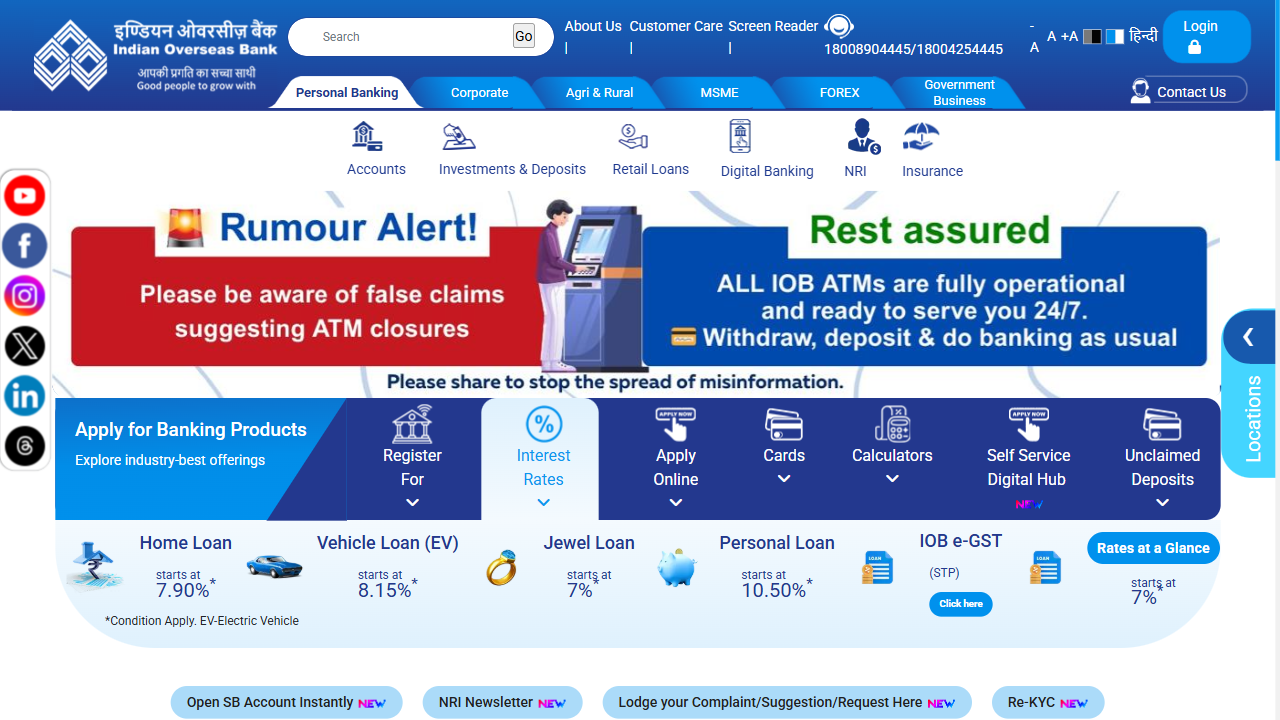 इण्डियन ओवरसीज़ बैंक
Indian Overseas Bank
आपकी प्रगति का सच्चा साथी
Good people to grow with
Search
Go
About Us |
Customer Care |
Screen Reader |
18008904445/18004254445
-A
A +A
हिन्दी
Login
Personal Banking
Corporate
Agri & Rural
MSME
FOREX
Government
Business
Contact Us
Accounts
Investments & Deposits
Retail Loans
Digital Banking
NRI
Insurance
Rumour Alert!
Please be aware of false claims
suggesting ATM closures
Rest assured
ALL IOB ATMs are fully operational
and ready to serve you 24/7.
Withdraw, deposit & do banking as usual
Please share to stop the spread of misinformation.
Locations
Apply for Banking Products
Explore industry-best offerings
Register
For
Interest
Rates
APPLY NOW
Apply
Online
Cards
Calculators
APPLY NOW
Self Service
Digital Hub
NEW
Unclaimed
Deposits
Home Loan
starts at
7.90%*
Vehicle Loan (EV)
starts at
8.15%*
Jewel Loan
starts at
7%*
Personal Loan
starts at
10.50%*
LOAN
IOB e-GST
(STP)
Click here
LOAN
Rates at a Glance
starts at
7%*
*Condition Apply. EV-Electric Vehicle
Open SB Account Instantly NEW
NRI Newsletter NEW
Lodge your Complaint/Suggestion/Request Here NEW
Re-KYC NEW